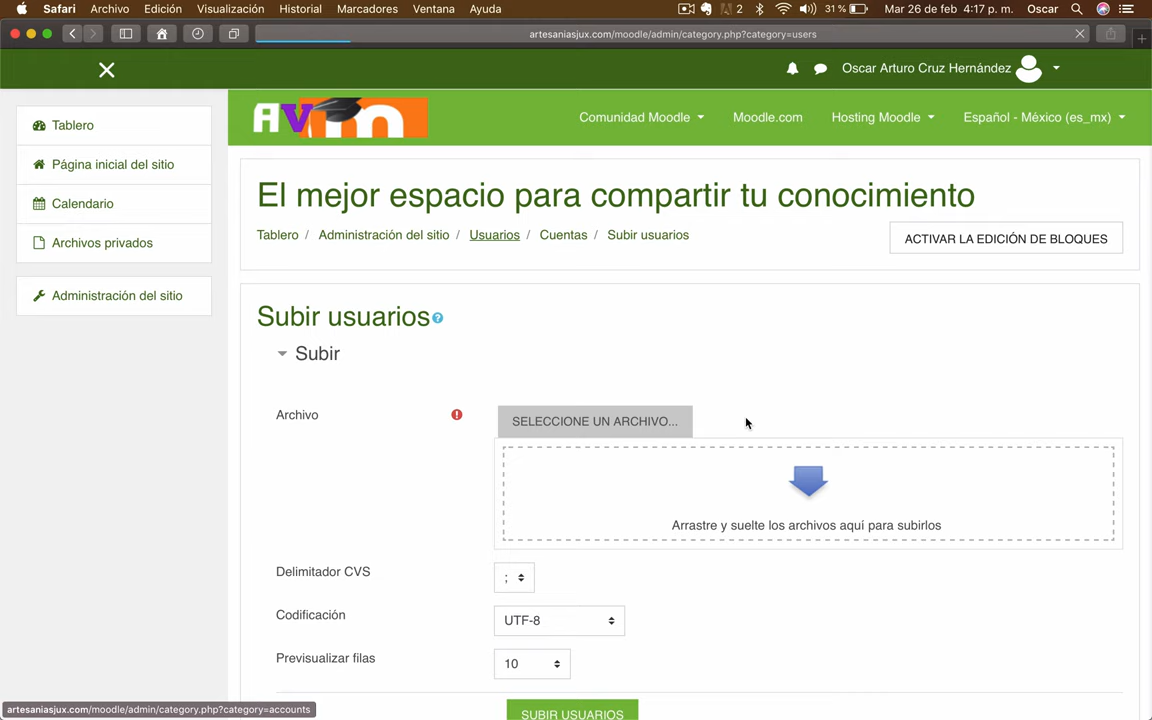 Safari Archivo Edición Visualización Historial Marcadores Ventana Ayuda 2 31% Mar 26 de feb 4:17 p. m. Oscar
artesaniasjux.com/moodle/admin/category.php?category=users
Oscar Arturo Cruz Hernández
Tablero
Página inicial del sitio
Calendario
Archivos privados
Administración del sitio
Avm
Comunidad Moodle Moodle.com Hosting Moodle Español - México (es_mx)
El mejor espacio para compartir tu conocimiento
Tablero / Administración del sitio / Usuarios / Cuentas / Subir usuarios
ACTIVAR LA EDICIÓN DE BLOQUES
Subir usuarios
Subir
Archivo
SELECCIONE UN ARCHIVO...
Arrastre y suelte los archivos aquí para subirlos
Delimitador CVS ;
Codificación UTF-8
Previsualizar filas 10
SUBIR USUARIOS
artesaniasjux.com/moodle/admin/category.php?category=accounts